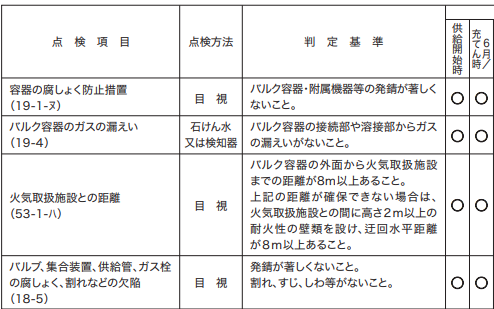 点検項目 点検方法 判定基準 供給開始時 充てん時 6月/
容器の腐しょく防止措置
(19-1-ヌ)
目視
バルク容器・附属機器等の発錆が著しく
ないこと。
○ ○
バルク容器のガスの漏えい
(19-4)
石けん水
又は検知器
バルク容器の接続部や溶接部からガス
の漏えいがないこと。
○ ○
火気取扱施設との距離
(53-1-ハ)
目視
バルク容器の外面から火気取扱施設
までの距離が8m以上あること。
上記の距離が確保できない場合は、
火気取扱施設との間に高さ2m以上の
耐火性の壁類を設け、迂回水平距離
が8m以上あること。
○ ○
バルブ、集合装置、供給管、ガス栓
の腐しょく、割れなどの欠陥
(18-5)
目視
発錆が著しくないこと。
割れ、すじ、しわ等がないこと。
○ ○